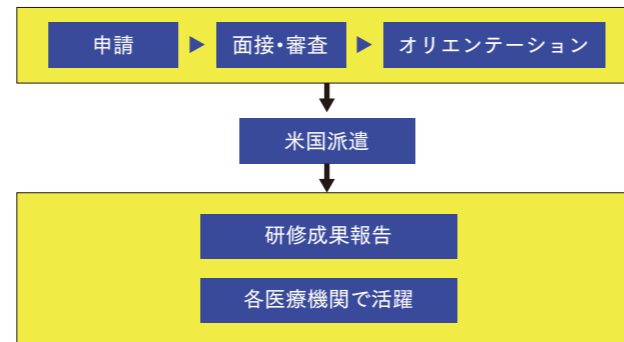 申請
面接・審査
オリエンテーション
米国派遣
研修成果報告
各医療機関で活躍